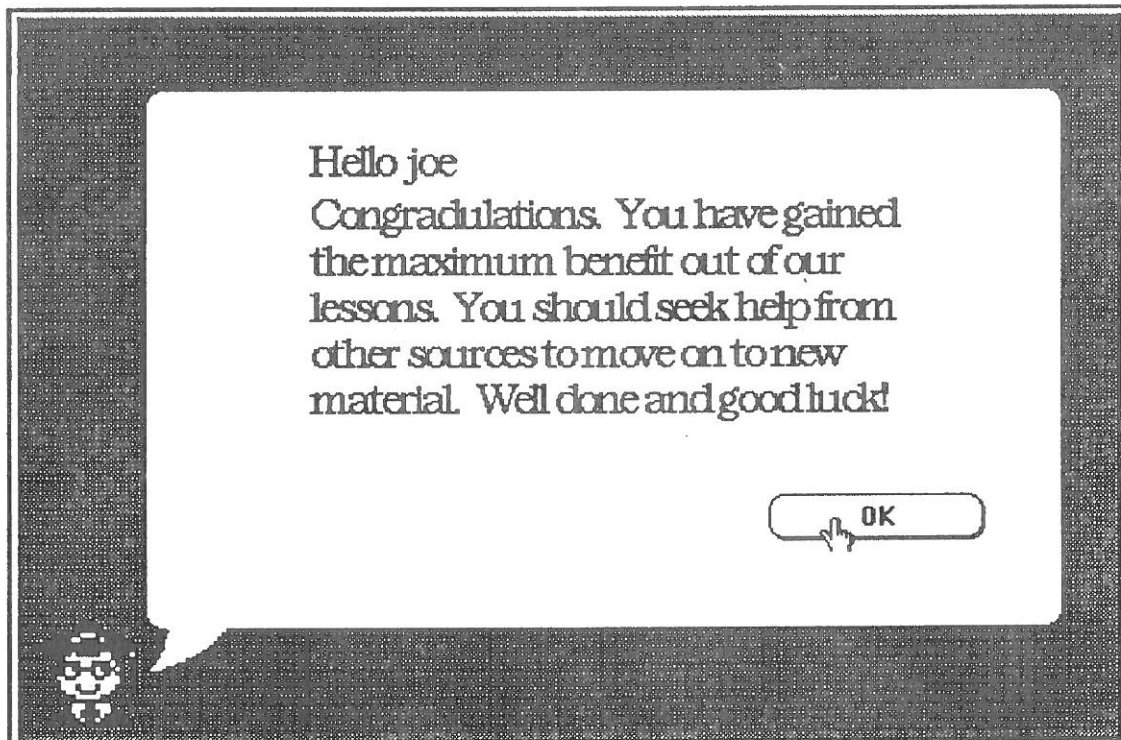 Hello joe
Congradulations. You have gained
the maximum benefit out of our
lessons. You should seek help from
other sources to move on to new
material. Well done and good luck!
OK